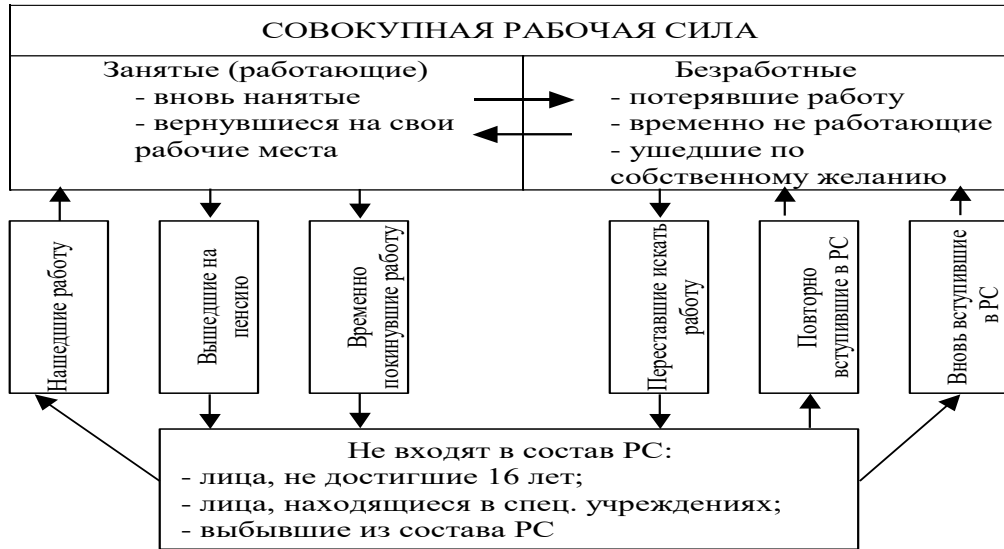 СОВОКУПНАЯ РАБОЧАЯ СИЛА
Занятые (работающие)
- вновь нанятые
- вернувшиеся на свои
рабочие места
Безработные
- потерявшие работу
- временно не работающие
- ушедшие по
собственному желанию
Нашедшие работу
Вышедшие на
пенсию
Временно
покинувшие работу
Переставшие искать
работу
Повторно
вступившие в РС
Вновь вступившие
в РС
Не входят в состав РС:
- лица, не достигшие 16 лет;
- лица, находящиеся в спец. учреждениях;
- выбывшие из состава РС